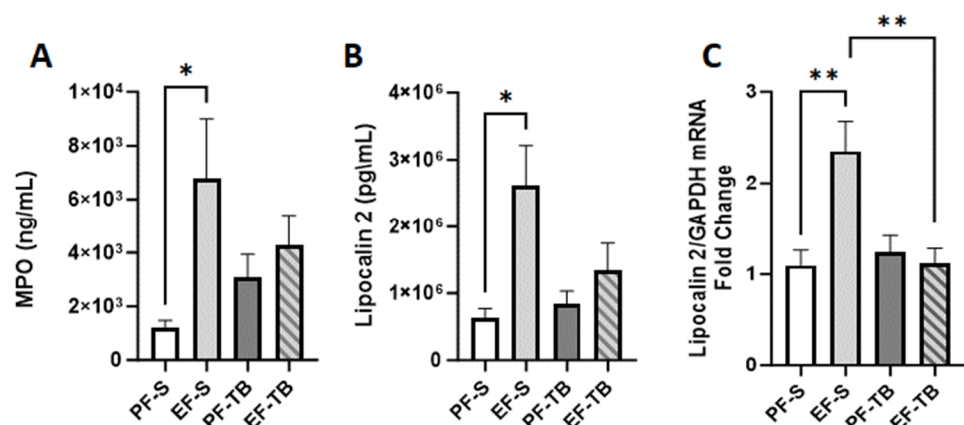 A
MPO (ng/mL)
1×10⁴
8×10³
6×10³
4×10³
2×10³
0
*
PF-S
EF-S
PF-TB
EF-TB
B
Lipocalin 2 (pg\mL)
4×10⁶
3×10⁶
2×10⁶
1×10⁶
0
*
PF-S
EF-S
PF-TB
EF-TB
C
Lipocalin 2/GAPDH mRNA
Fold Change
3
2
1
0
**
**
PF-S
EF-S
PF-TB
EF-TB